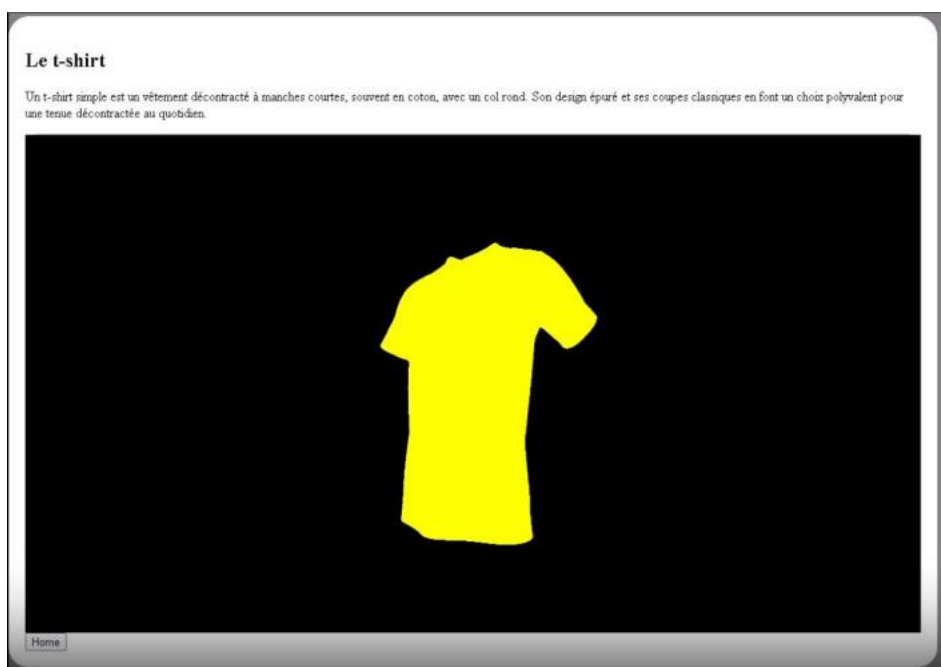 Le t-shirt
Un t-shirt simple est un vêtement décontracté à manches courtes, souvent en coton, avec un col rond. Son design épuré et ses coupes classiques en font un choix polyvalent pour
une tenue décontractée au quotidien.
Home